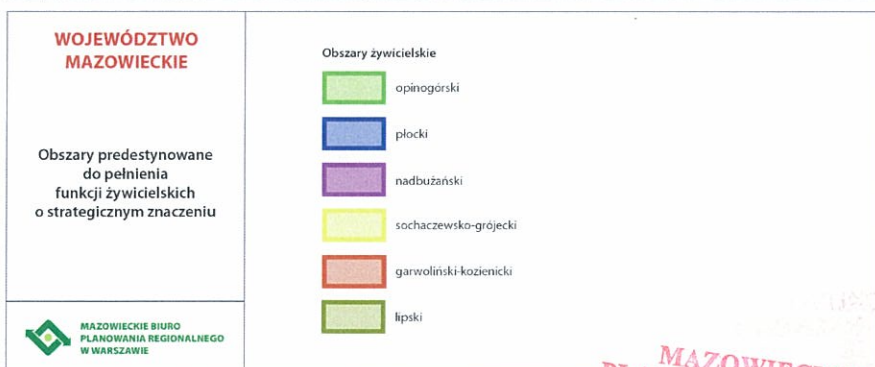 WOJEWÓDZTWO
MAZOWIECKIE
Obszary predestynowane
do pełnienia
funkcji żywicielskich
o strategicznym znaczeniu
MAZOWIECKIE BIURO
PLANOWANIA REGIONALNEGO
W WARSZAWIE
Obszary żywicielskie
opinogórski
płocki
nadbużański
sochaczewsko-grójecki
garwoliński-kozienicki
lipski